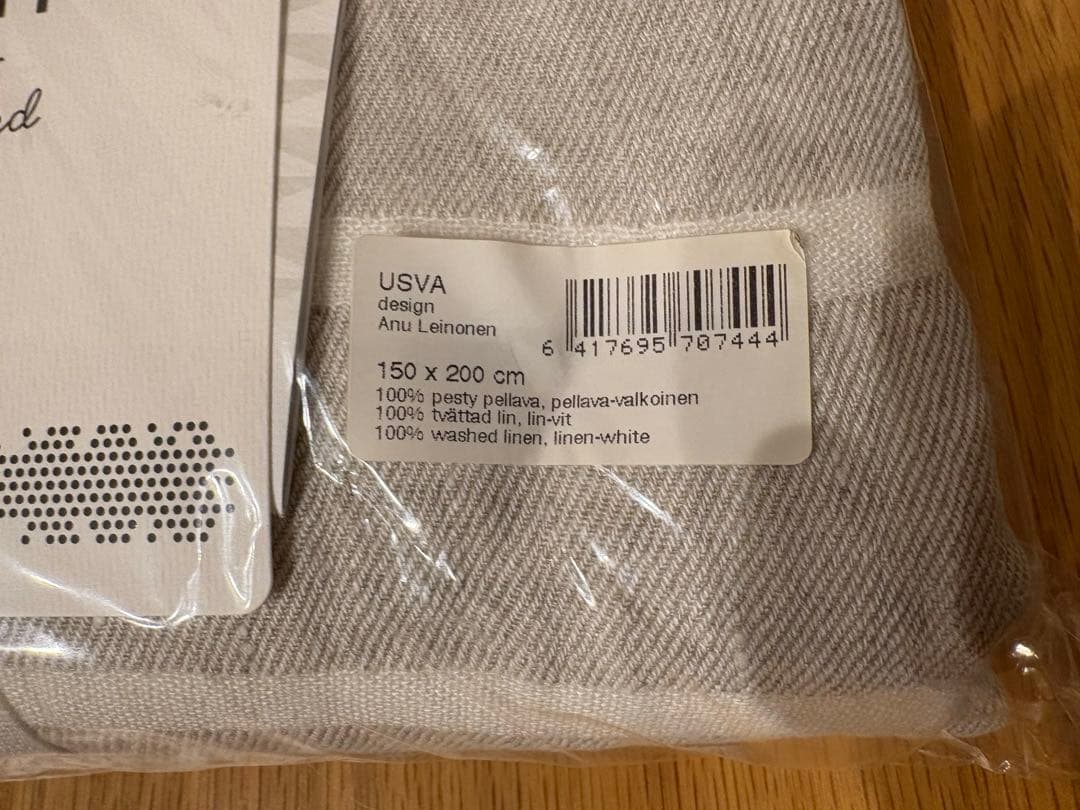 USVA
design
Anu Leinonen
6 417695 707444
150 x 200 cm
100% pesty pellava, pellava-valkoinen
100% tvättad lin, lin-vit
100% washed linen, linen-white